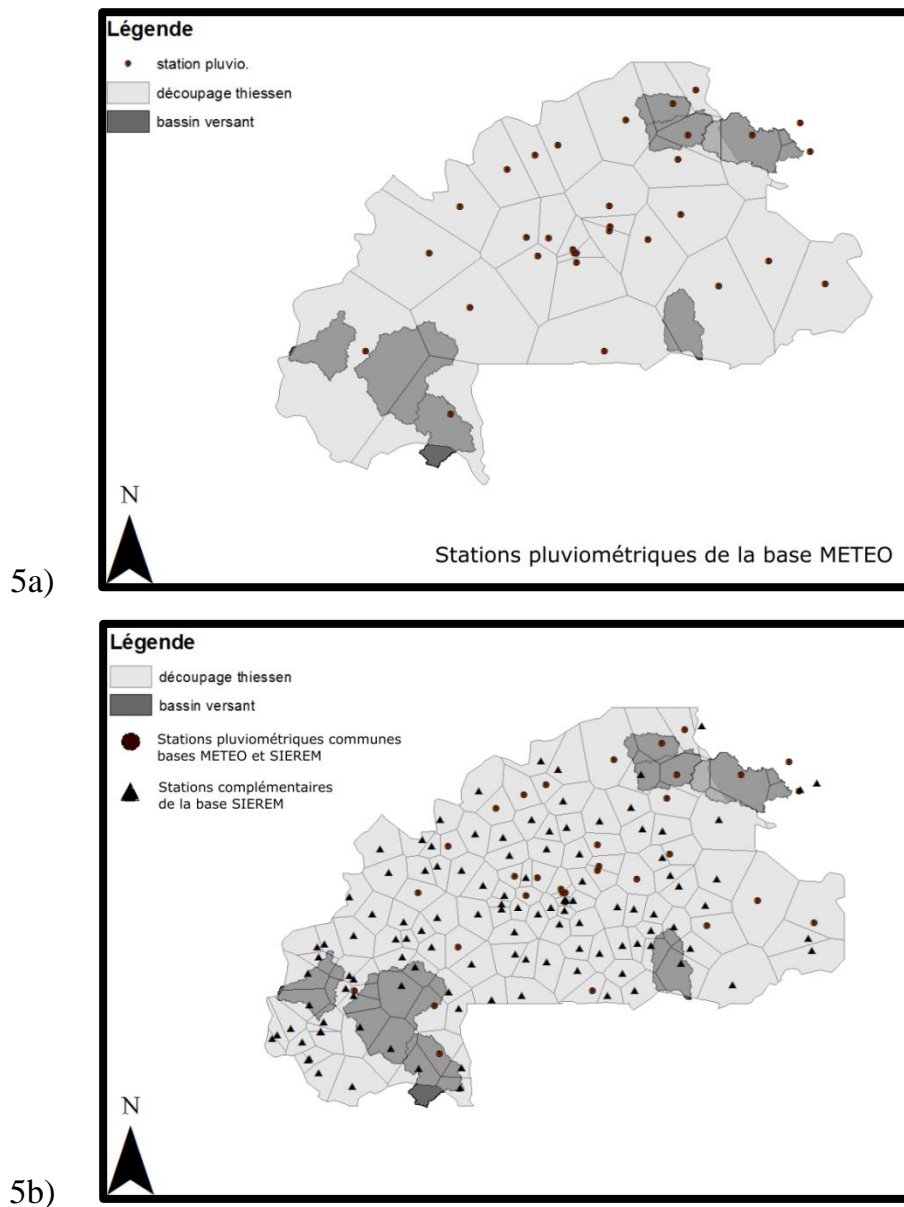 Légende
station pluvio.
découpage thiessen
bassin versant
N
Stations pluviométriques de la base METEO
5a)
Légende
découpage thiessen
bassin versant
Stations pluviométriques communes
bases METEO et SIEREM
Stations complémentaires
de la base SIEREM
N
5b)